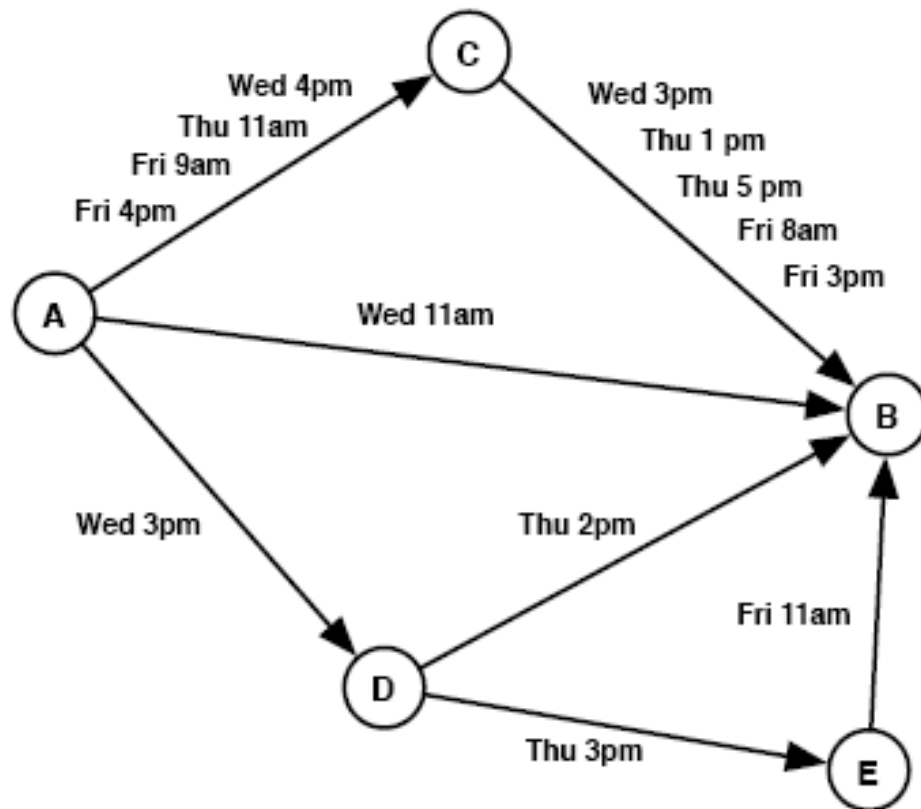 C
Wed 4pm
Wed 3pm
Thu 11am
Thu 1 pm
Fri 9am
Thu 5 pm
Fri 4pm
Fri 8am
Fri 3pm
A
Wed 11am
B
Wed 3pm
Thu 2pm
Fri 11am
D
Thu 3pm
E